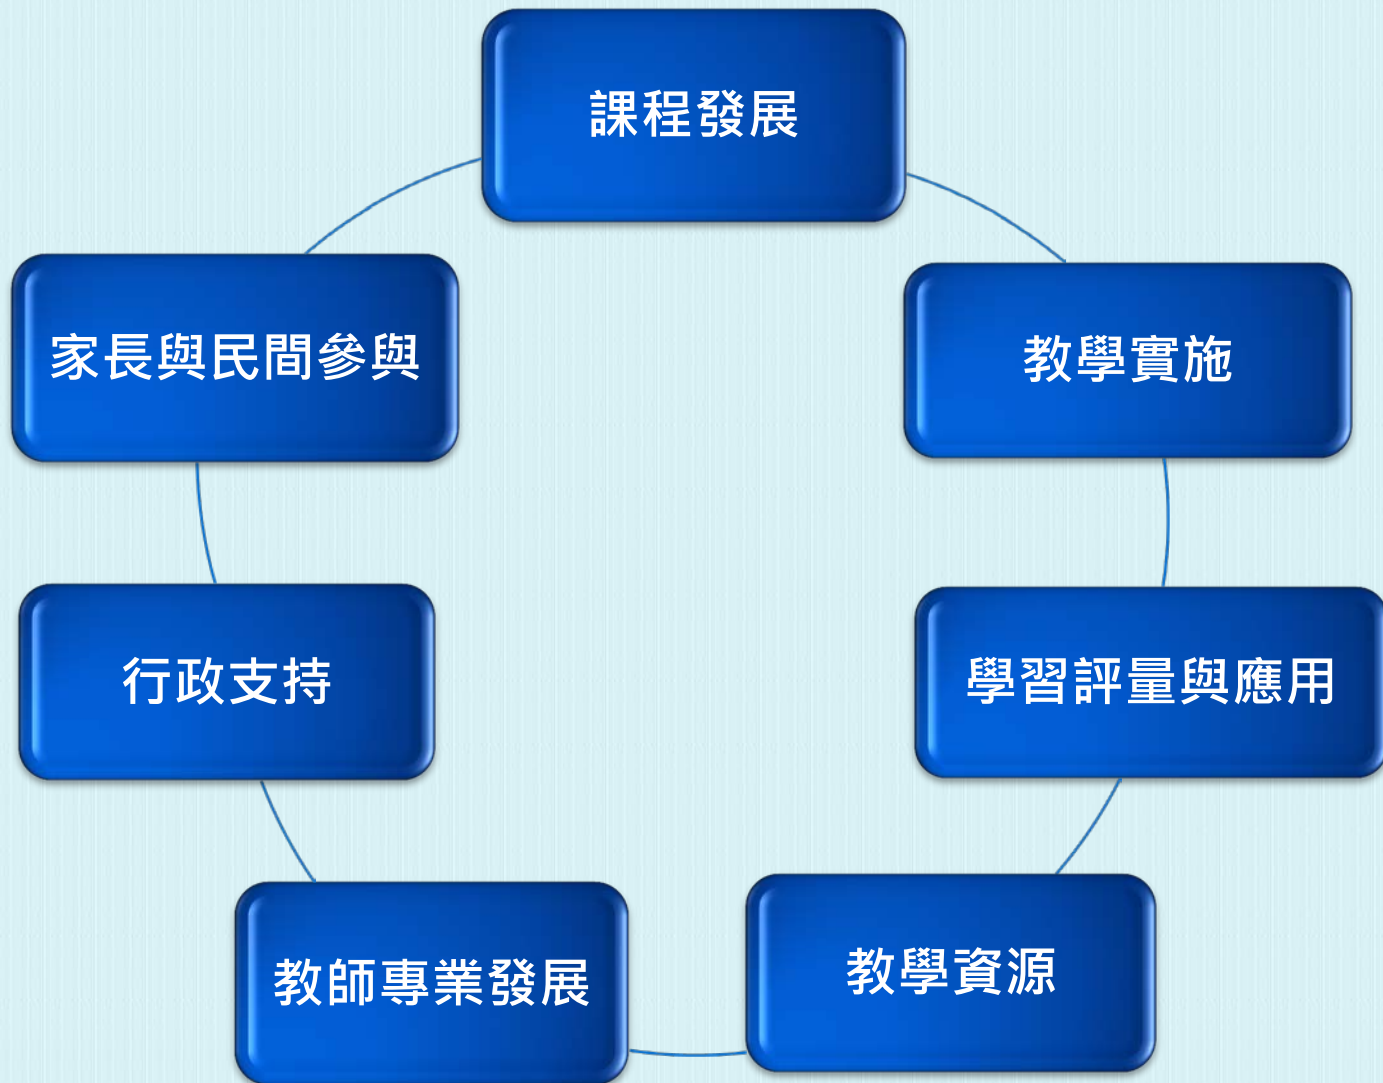 課程發展
教學實施
學習評量與應用
教學資源
教師專業發展
行政支持
家長與民間參與